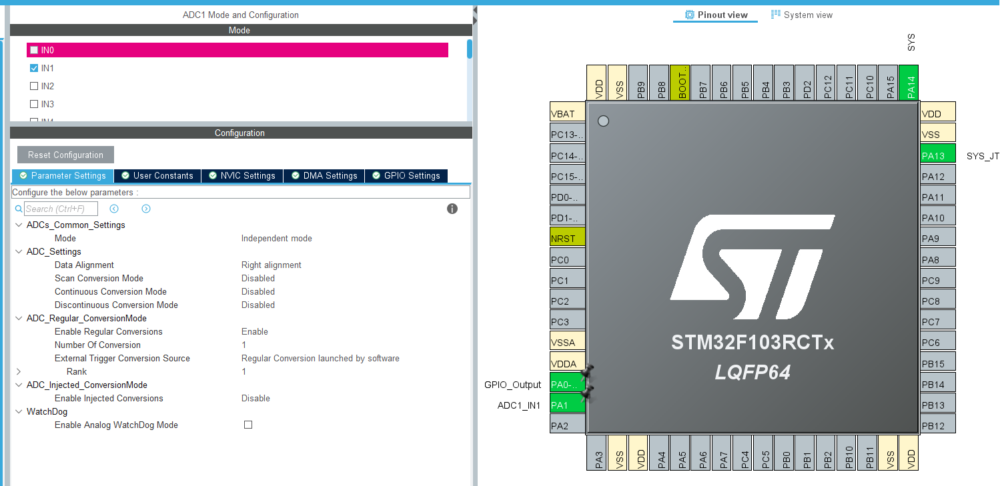 ADC1 Mode and Configuration
Mode
IN0
IN1
IN2
IN3
Configuration
Reset Configuration
Parameter Settings
User Constants
NVIC Settings
DMA Settings
GPIO Settings
Configure the below parameters :
Search (Ctrl+F)
ADCs_Common_Settings
Mode Independent mode
ADC_Settings
Data Alignment Right alignment
Scan Conversion Mode Disabled
Continuous Conversion Mode Disabled
Discontinuous Conversion Mode Disabled
ADC_Regular_ConversionMode
Enable Regular Conversions Enable
Number Of Conversion 1
External Trigger Conversion Source Regular Conversion launched by software
Rank 1
ADC_Injected_ConversionMode
Enable Injected Conversions Disable
WatchDog
Enable Analog WatchDog Mode
Pinout view
System view
SYS
VDD
VSS
PB9
PB8
BOOT..
PB7
PB6
PB5
PB4
PB3
PD2
PC12
PC11
PC10
PA15
PA14
VBAT
PC13-..
PC14-..
PC15-..
PD0-..
PD1-..
NRST
PC0
PC1
PC2
PC3
VSSA
VDDA
GPIO_Output PA0-..
ADC1_IN1 PA1
PA2
ST
STM32F103RCTx
LQFP64
VDD
VSS
PA13 SYS_JT
PA12
PA11
PA10
PA9
PA8
PC9
PC8
PC7
PC6
PB15
PB14
PB13
PB12
PA3
VSS
VDD
PA4
PA5
PA6
PA7
PC4
PC5
PB0
PB1
PB2
PB10
PB11
VSS
VDD